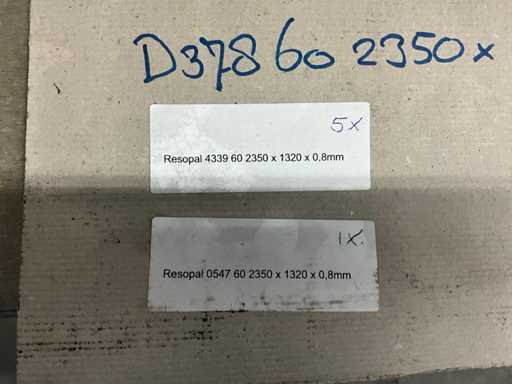 D378 60 2350 x
5x
Resopal 4339 60 2350 x 1320 x 0,8mm
1x.
Resopal 0547 60 2350 x 1320 x 0,8mm